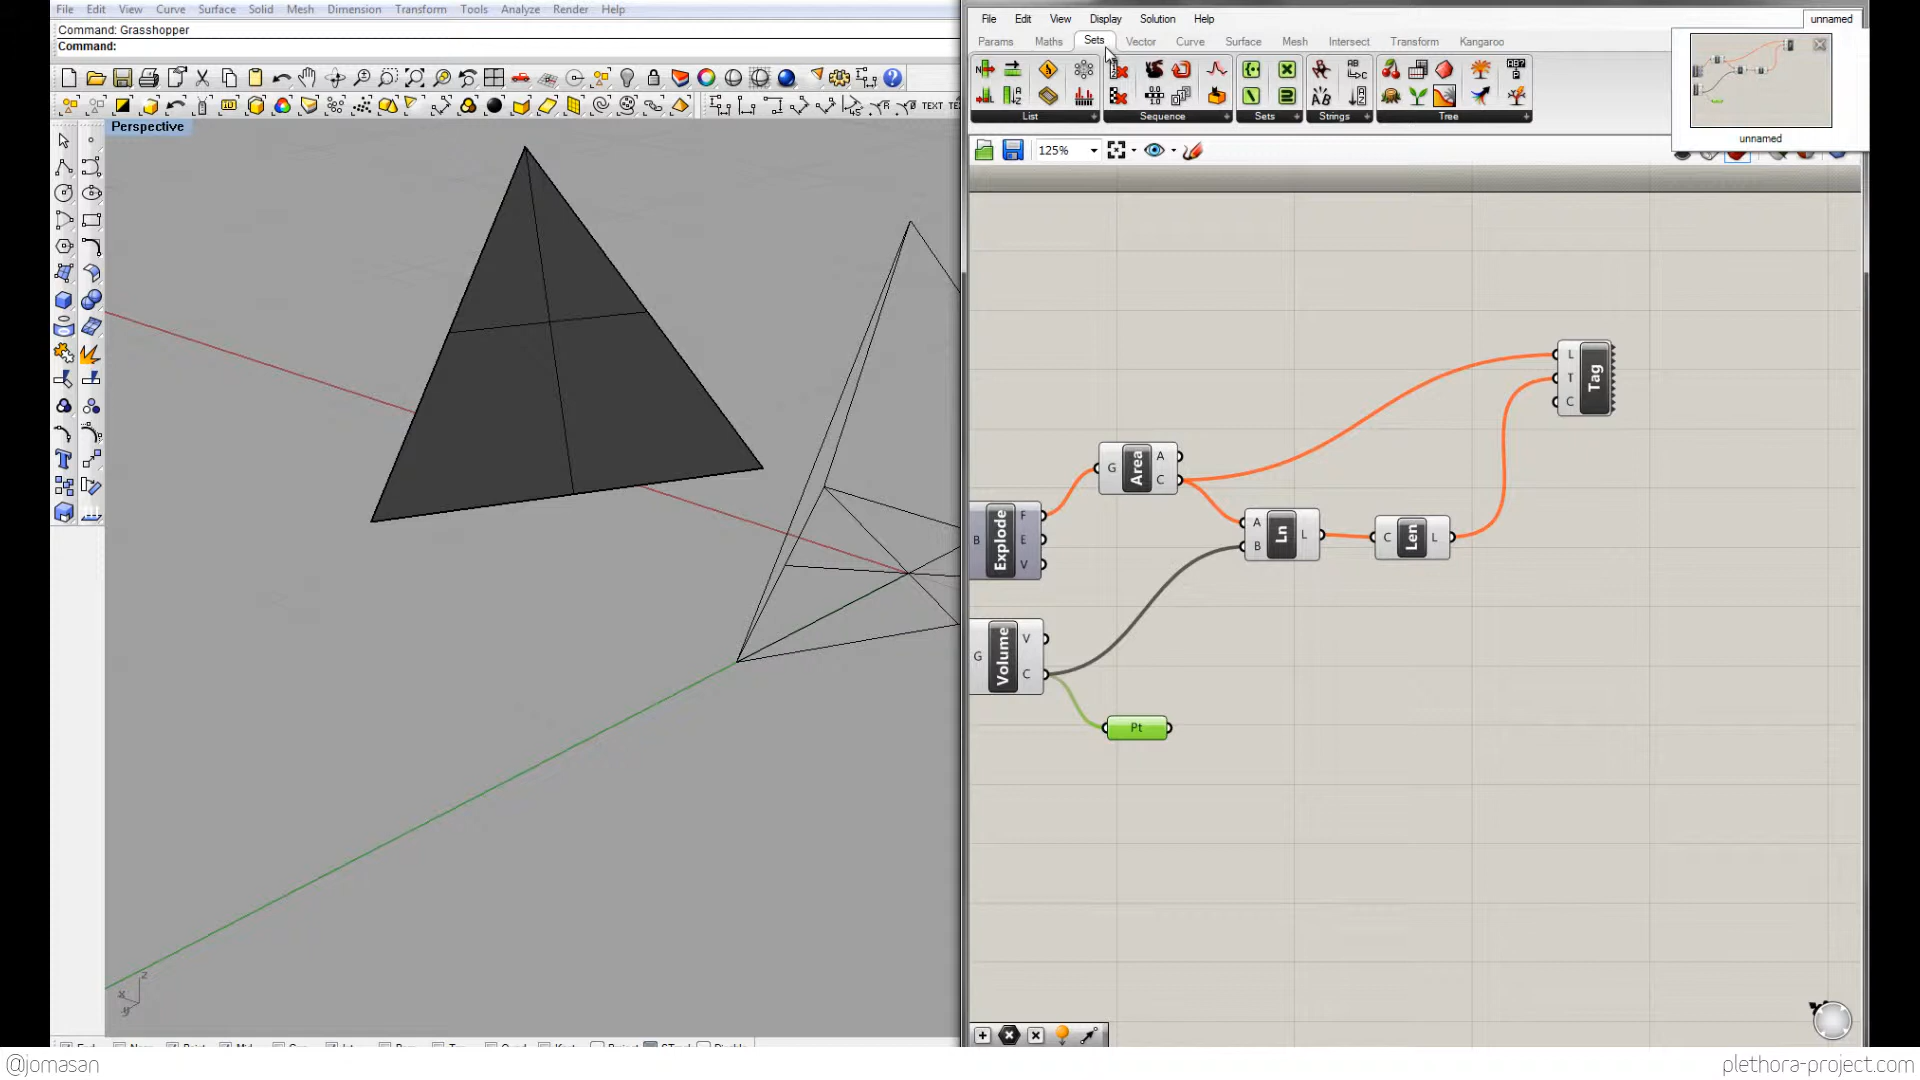 File Edit View Curve Surface Solid Mesh Dimension Transform Tools Analyze Render Help
Command: Grasshopper
Command:
Perspective
TEXT
z
x
y
File Edit View Display Solution Help
unnamed
Params Maths Sets Vector Curve Surface Mesh Intersect Transform Kangaroo
List Sequence Sets Strings Tree
unnamed
125%
L
T
C
Tag
G
Area
A
C
B
Explode
F
E
V
A
B
Ln
L
C
Len
L
G
Volume
V
C
Pt
@jomasan
plethora-project.com